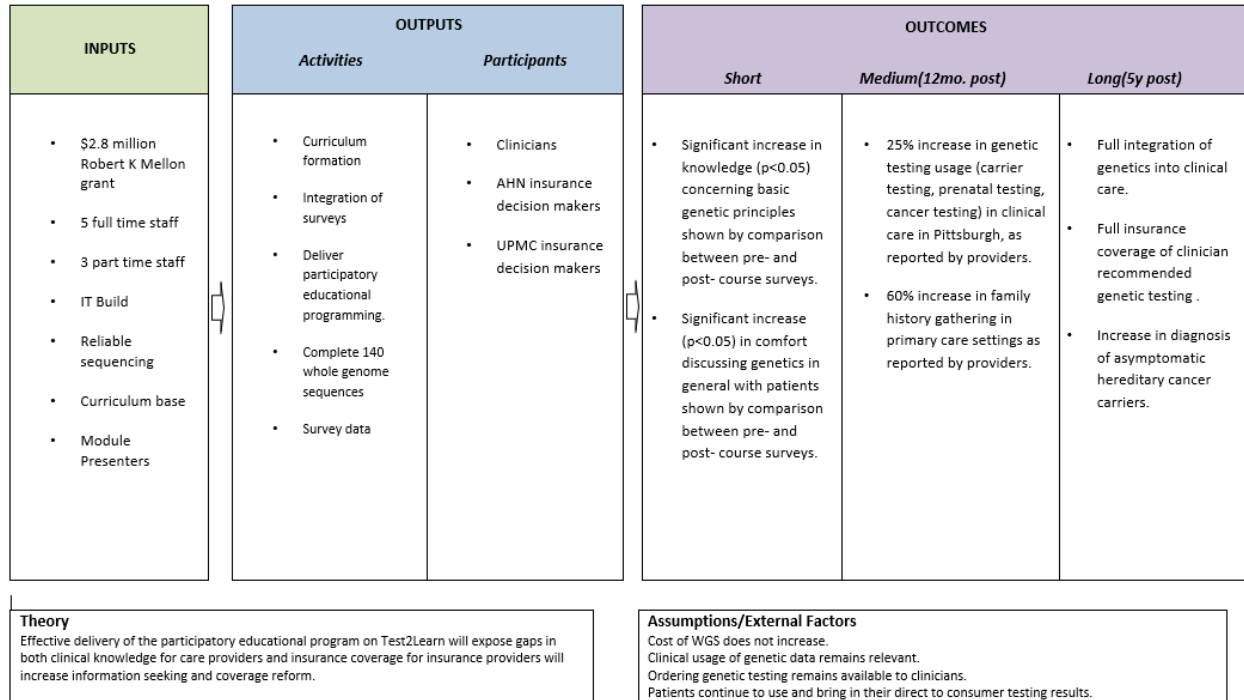 INPUTS
OUTPUTS
Activities
Participants
OUTCOMES
Short
Medium(12mo. post)
Long(5y post)
• $2.8 million
Robert K Mellon
grant
• 5 full time staff
• 3 part time staff
• IT Build
• Reliable
sequencing
• Curriculum base
• Module
Presenters
• Curriculum
formation
• Integration of
surveys
• Deliver
participatory
educational
programming.
• Complete 140
whole genome
sequences
• Survey data
• Clinicians
• AHN insurance
decision makers
• UPMC insurance
decision makers
• Significant increase in
knowledge (p<0.05)
concerning basic
genetic principles
shown by comparison
between pre- and
post- course surveys.
• Significant increase
(p<0.05) in comfort
discussing genetics in
general with patients
shown by comparison
between pre- and
post- course surveys.
• 25% increase in genetic
testing usage (carrier
testing, prenatal testing,
cancer testing) in clinical
care in Pittsburgh, as
reported by providers.
• 60% increase in family
history gathering in
primary care settings as
reported by providers.
• Full integration of
genetics into clinical
care.
• Full insurance
coverage of clinician
recommended
genetic testing .
• Increase in diagnosis
of asymptomatic
hereditary cancer
carriers.
Theory
Effective delivery of the participatory educational program on Test2Learn will expose gaps in
both clinical knowledge for care providers and insurance coverage for insurance providers will
increase information seeking and coverage reform.
Assumptions/External Factors
Cost of WGS does not increase.
Clinical usage of genetic data remains relevant.
Ordering genetic testing remains available to clinicians.
Patients continue to use and bring in their direct to consumer testing results.